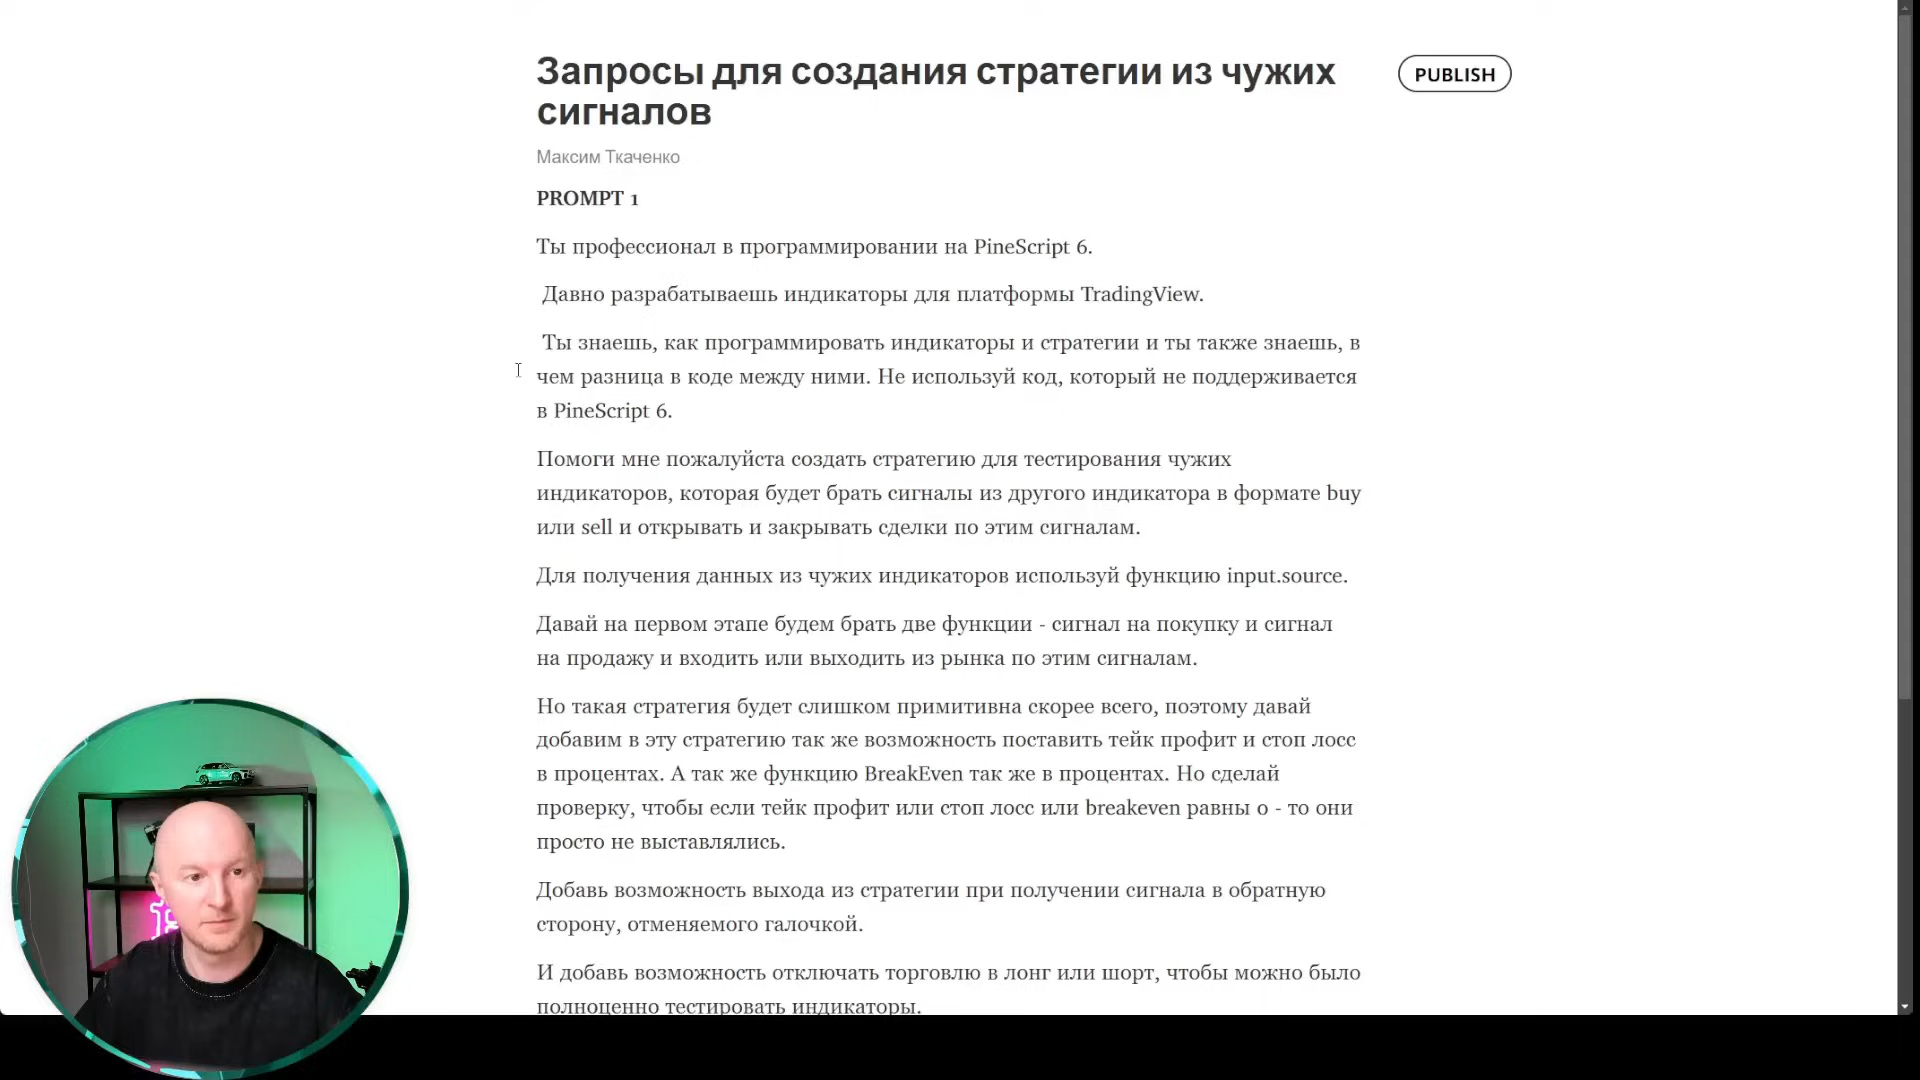 Запросы для создания стратегии из чужих
сигналов
PUBLISH
Максим Ткаченко
PROMPT 1
Ты профессионал в программировании на PineScript 6.
Давно разрабатываешь индикаторы для платформы TradingView.
Ты знаешь, как программировать индикаторы и стратегии и ты также знаешь, в
чем разница в коде между ними. Не используй код, который не поддерживается
в PineScript 6.
Помоги мне пожалуйста создать стратегию для тестирования чужих
индикаторов, которая будет брать сигналы из другого индикатора в формате buy
или sell и открывать и закрывать сделки по этим сигналам.
Для получения данных из чужих индикаторов используй функцию input.source.
Давай на первом этапе будем брать две функции - сигнал на покупку и сигнал
на продажу и входить или выходить из рынка по этим сигналам.
Но такая стратегия будет слишком примитивна скорее всего, поэтому давай
добавим в эту стратегию так же возможность поставить тейк профит и стоп лосс
в процентах. А так же функцию BreakEven так же в процентах. Но сделай
проверку, чтобы если тейк профит или стоп лосс или breakeven равны 0 - то они
просто не выставлялись.
Добавь возможность выхода из стратегии при получении сигнала в обратную
сторону, отменяемого галочкой.
И добавь возможность отключать торговлю в лонг или шорт, чтобы можно было
полноценно тестировать индикаторы.